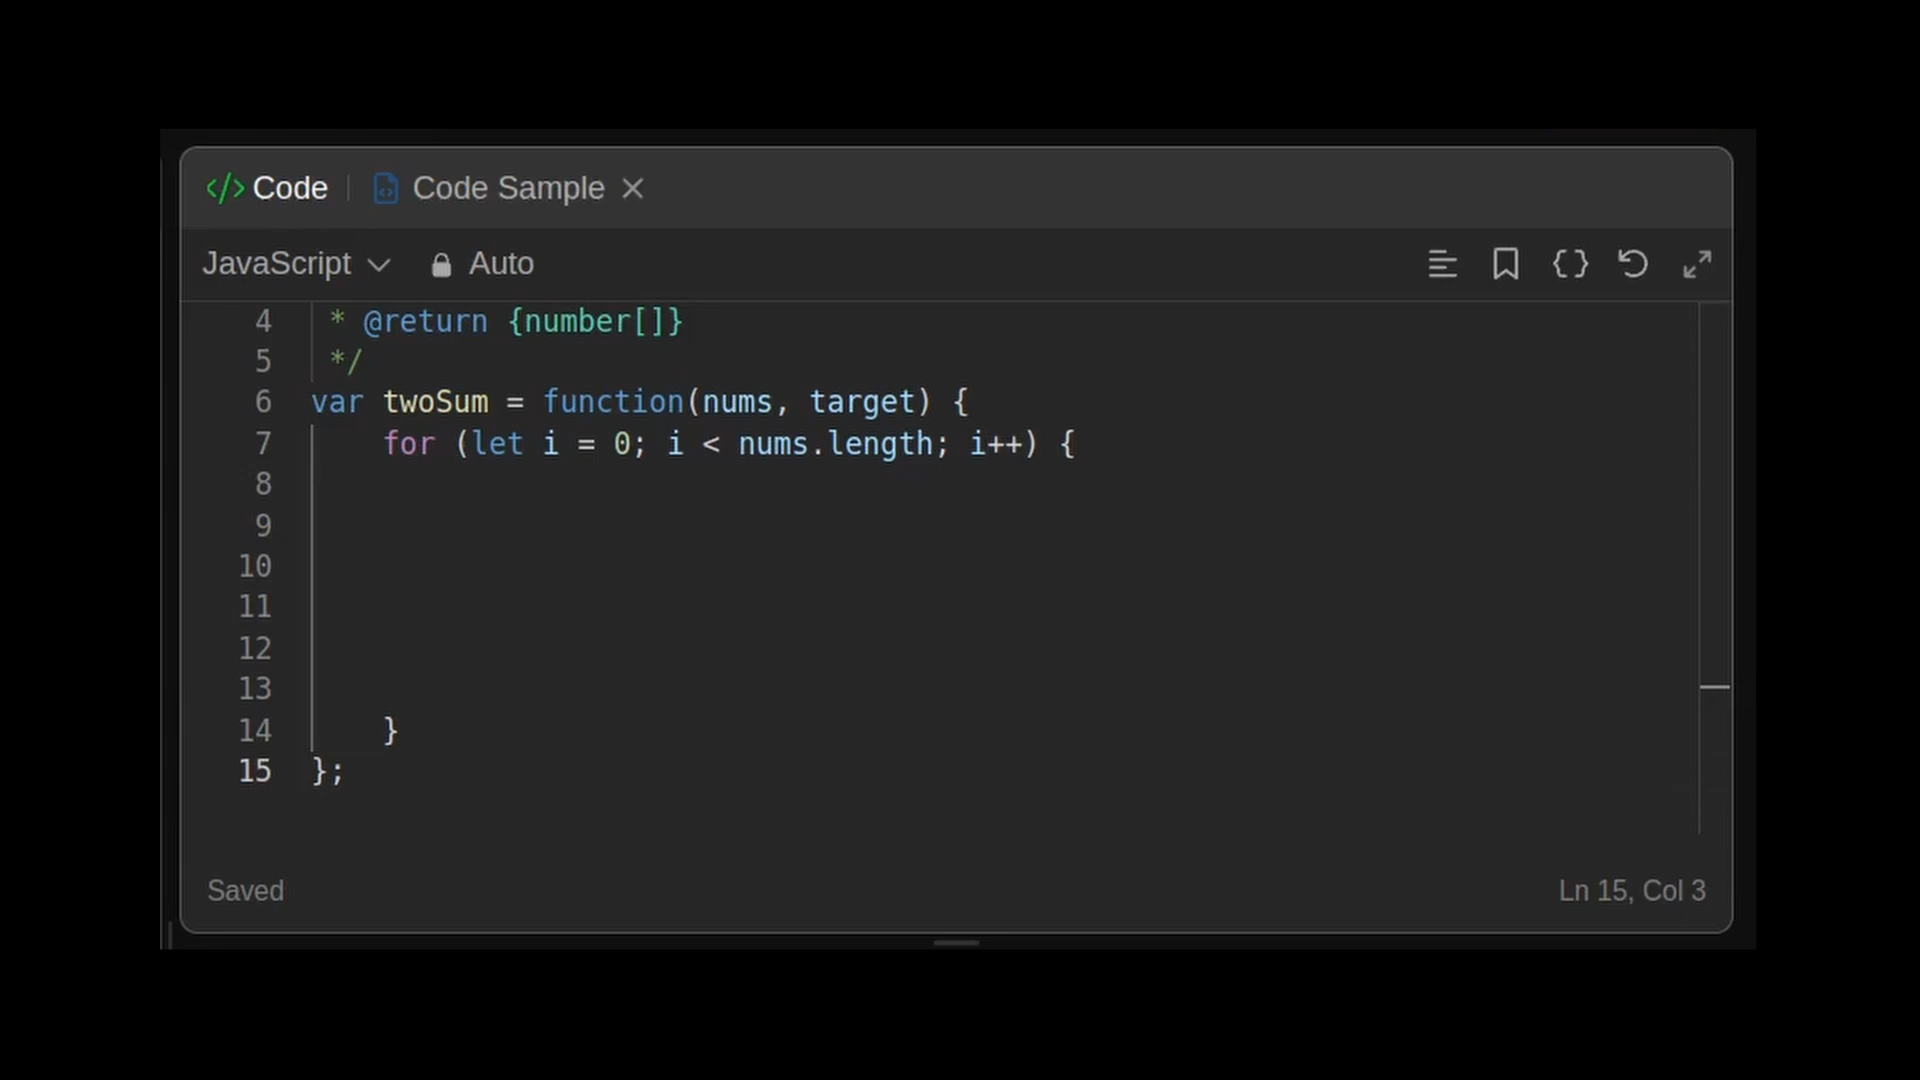 </> Code | Code Sample ×
JavaScript Auto {}
4 * @return {number[]}
5 */
6 var twoSum = function(nums, target) {
7     for (let i = 0; i < nums.length; i++) {
8
9
10
11
12
13
14     }
15 };
Saved Ln 15, Col 3